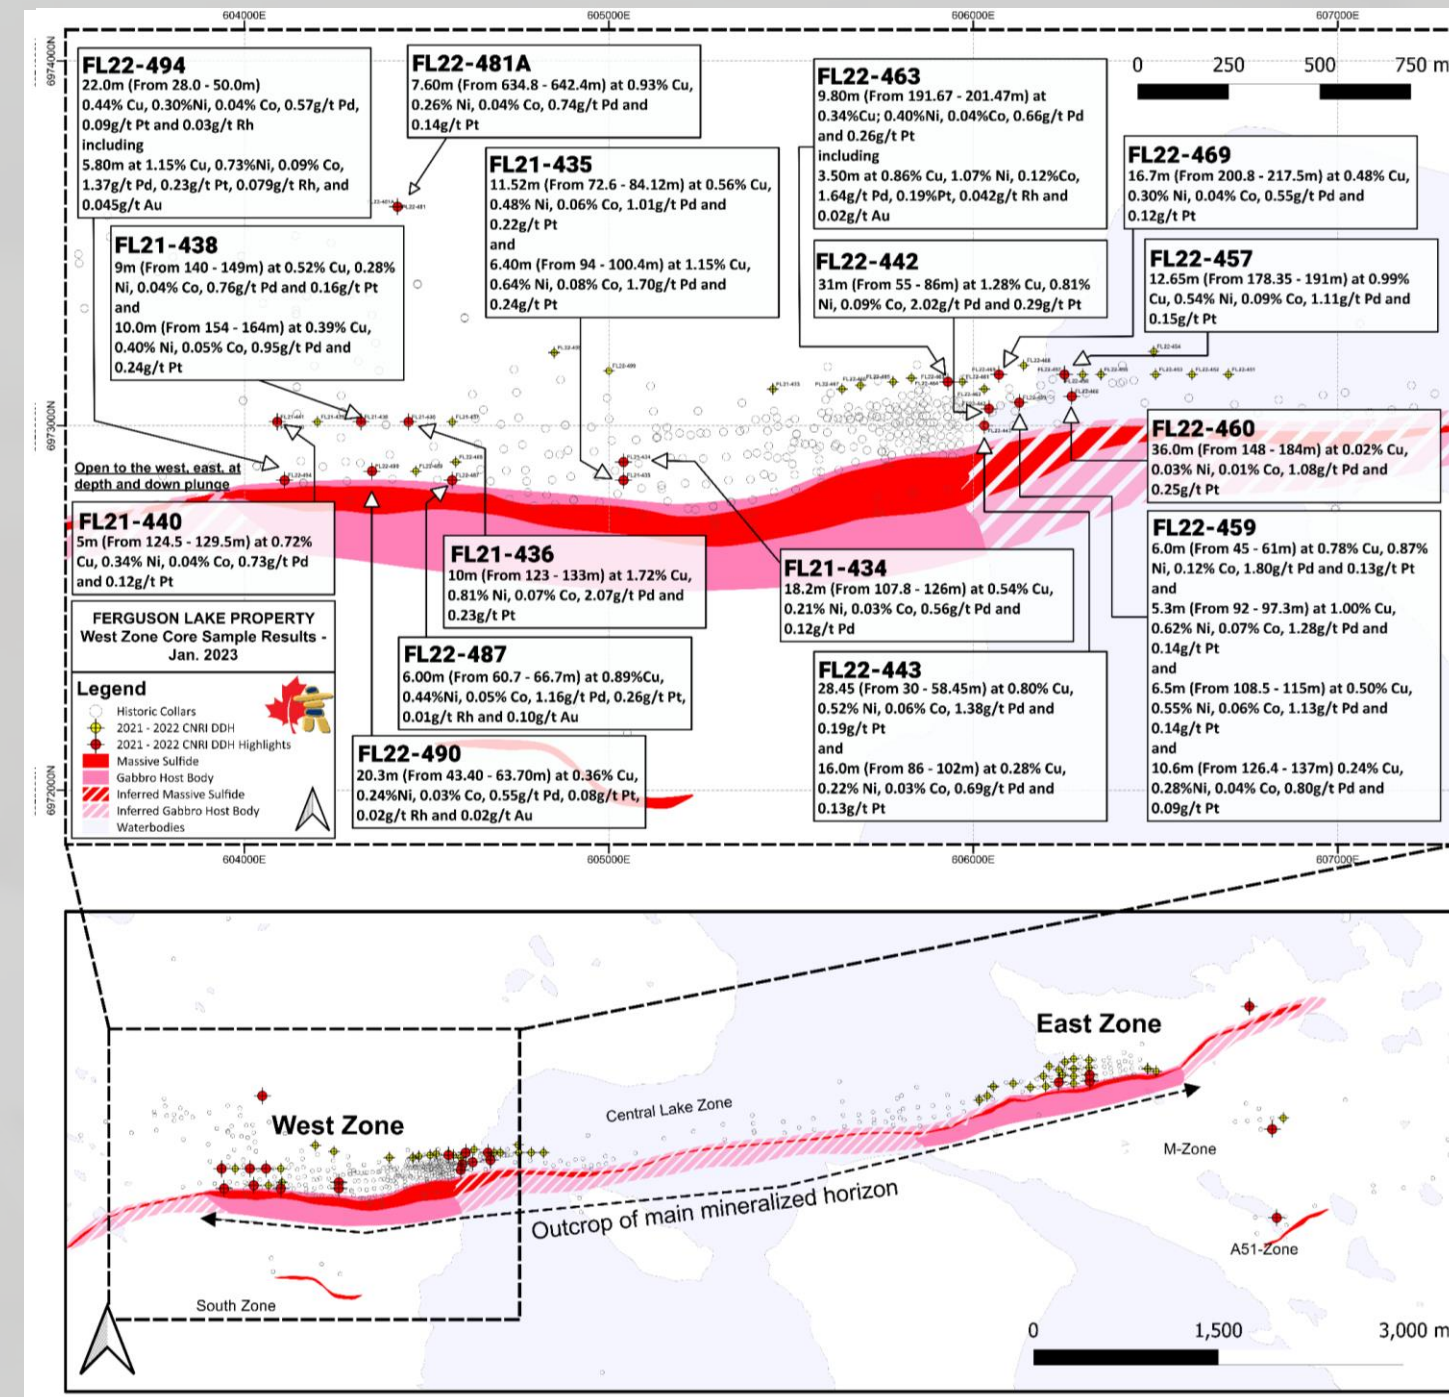 604000E
605000E
606000E
607000E
6974000N
6973000N
6972000N
0 250 500 750 m
FL22-494
22.0m (From 28.0 - 50.0m)
0.44% Cu, 0.30%Ni, 0.04% Co, 0.57g/t Pd,
0.09g/t Pt and 0.03g/t Rh
including
5.80m at 1.15% Cu, 0.73%Ni, 0.09% Co,
1.37g/t Pd, 0.23g/t Pt, 0.079g/t Rh, and
0.045g/t Au
FL22-481A
7.60m (From 634.8 - 642.4m) at 0.93% Cu,
0.26% Ni, 0.04% Co, 0.74g/t Pd and
0.14g/t Pt
FL22-463
9.80m (From 191.67 - 201.47m) at
0.34%Cu; 0.40%Ni, 0.04%Co, 0.66g/t Pd
and 0.26g/t Pt
including
3.50m at 0.86% Cu, 1.07% Ni, 0.12%Co,
1.64g/t Pd, 0.19%Pt, 0.042g/t Rh and
0.02g/t Au
FL22-469
16.7m (From 200.8 - 217.5m) at 0.48% Cu,
0.30% Ni, 0.04% Co, 0.55g/t Pd and
0.12g/t Pt
FL21-435
11.52m (From 72.6 - 84.12m) at 0.56% Cu,
0.48% Ni, 0.06% Co, 1.01g/t Pd and
0.22g/t Pt
and
6.40m (From 94 - 100.4m) at 1.15% Cu,
0.64% Ni, 0.08% Co, 1.70g/t Pd and
0.24g/t Pt
FL21-438
9m (From 140 - 149m) at 0.52% Cu, 0.28%
Ni, 0.04% Co, 0.76g/t Pd and 0.16g/t Pt
and
10.0m (From 154 - 164m) at 0.39% Cu,
0.40% Ni, 0.05% Co, 0.95g/t Pd and
0.24g/t Pt
FL22-442
31m (From 55 - 86m) at 1.28% Cu, 0.81%
Ni, 0.09% Co, 2.02g/t Pd and 0.29g/t Pt
FL22-457
12.65m (From 178.35 - 191m) at 0.99%
Cu, 0.54% Ni, 0.09% Co, 1.11g/t Pd and
0.15g/t Pt
Open to the west, east, at
depth and down plunge
FL21-440
5m (From 124.5 - 129.5m) at 0.72%
Cu, 0.34% Ni, 0.04% Co, 0.73g/t Pd
and 0.12g/t Pt
FL21-436
10m (From 123 - 133m) at 1.72% Cu,
0.81% Ni, 0.07% Co, 2.07g/t Pd and
0.23g/t Pt
FL21-434
18.2m (From 107.8 - 126m) at 0.54% Cu,
0.21% Ni, 0.03% Co, 0.56g/t Pd and
0.12g/t Pd
FL22-460
36.0m (From 148 - 184m) at 0.02% Cu,
0.03% Ni, 0.01% Co, 1.08g/t Pd and
0.25g/t Pt
FL22-459
6.0m (From 45 - 61m) at 0.78% Cu, 0.87%
Ni, 0.12% Co, 1.80g/t Pd and 0.13g/t Pt
and
5.3m (From 92 - 97.3m) at 1.00% Cu,
0.62% Ni, 0.07% Co, 1.28g/t Pd and
0.14g/t Pt
and
6.5m (From 108.5 - 115m) at 0.50% Cu,
0.55% Ni, 0.06% Co, 1.13g/t Pd and
0.14g/t Pt
and
10.6m (From 126.4 - 137m) 0.24% Cu,
0.28%Ni, 0.04% Co, 0.80g/t Pd and
0.09g/t Pt
FL22-487
6.00m (From 60.7 - 66.7m) at 0.89%Cu,
0.44%Ni, 0.05% Co, 1.16g/t Pd, 0.26g/t Pt,
0.01g/t Rh and 0.10g/t Au
FL22-443
28.45 (From 30 - 58.45m) at 0.80% Cu,
0.52% Ni, 0.06% Co, 1.38g/t Pd and
0.19g/t Pt
and
16.0m (From 86 - 102m) at 0.28% Cu,
0.22% Ni, 0.03% Co, 0.69g/t Pd and
0.13g/t Pt
FL22-490
20.3m (From 43.40 - 63.70m) at 0.36% Cu,
0.24%Ni, 0.03% Co, 0.55g/t Pd, 0.08g/t Pt,
0.02g/t Rh and 0.02g/t Au
FERGUSON LAKE PROPERTY
West Zone Core Sample Results -
Jan. 2023
Legend
Historic Collars
2021 - 2022 CNRI DDH
2021 - 2022 CNRI DDH Highlights
Massive Sulfide
Gabbro Host Body
Inferred Massive Sulfide
Inferred Gabbro Host Body
Waterbodies
604000E
605000E
606000E
607000E
East Zone
West Zone
Central Lake Zone
M-Zone
Outcrop of main mineralized horizon
A51-Zone
South Zone
0 1,500 3,000 m